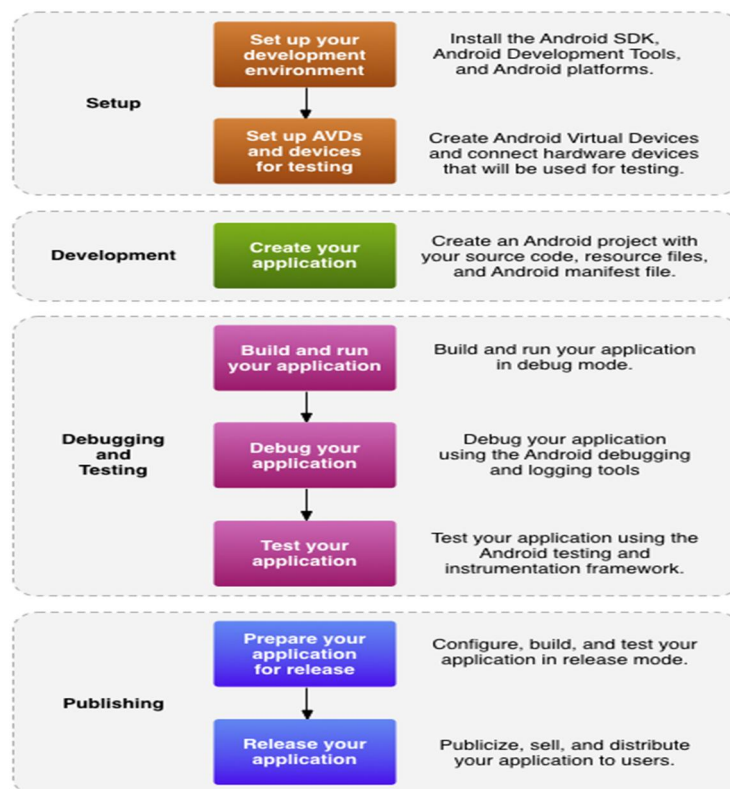 Setup
Set up your
development
environment
Install the Android SDK,
Android Development Tools,
and Android platforms.
Set up AVDs
and devices
for testing
Create Android Virtual Devices
and connect hardware devices
that will be used for testing.
Development
Create your
application
Create an Android project with
your source code, resource files,
and Android manifest file.
Debugging
and
Testing
Build and run
your application
Build and run your application
in debug mode.
Debug your
application
Debug your application
using the Android debugging
and logging tools
Test your
application
Test your application using the
Android testing and
instrumentation framework.
Publishing
Prepare your
application
for release
Configure, build, and test your
application in release mode.
Release your
application
Publicize, sell, and distribute
your application to users.